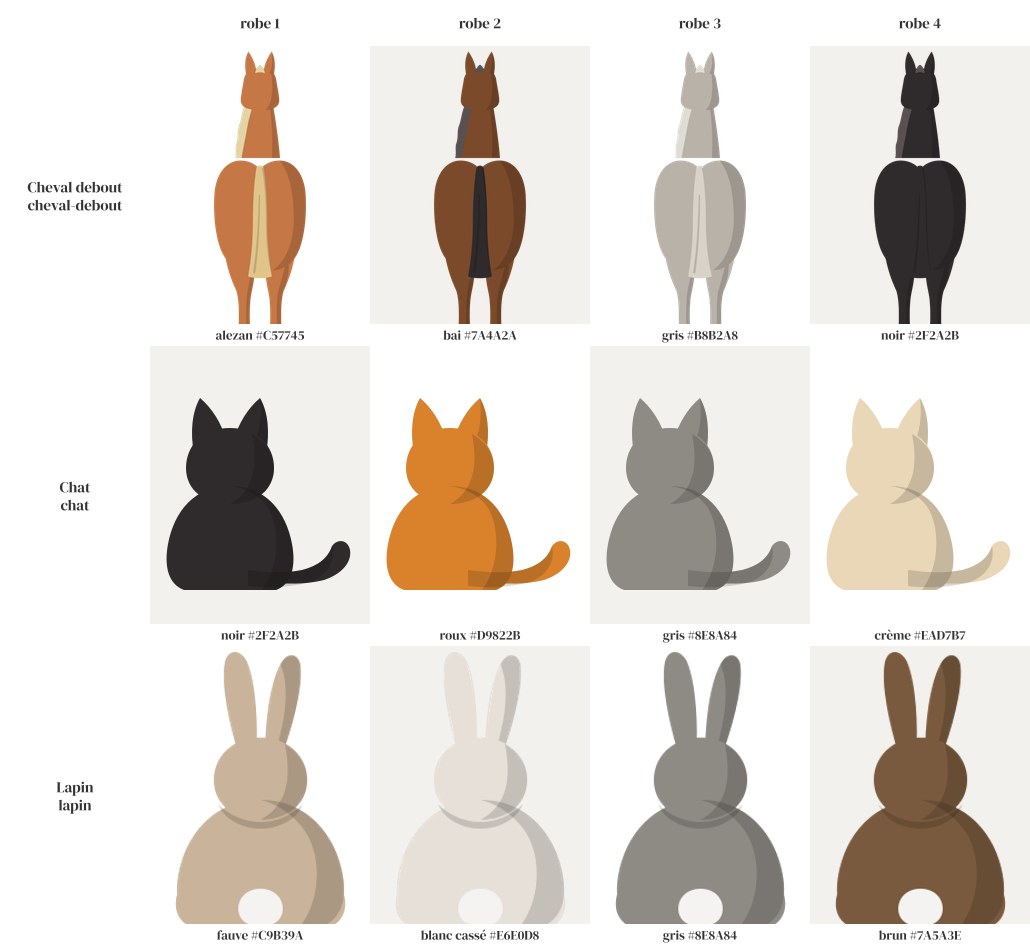 robe 1
robe 2
robe 3
robe 4
Cheval debout
cheval-debout
alezan #C57745
bai #7A4A2A
gris #B8B2A8
noir #2F2A2B
Chat
chat
noir #2F2A2B
roux #D9822B
gris #8E8A84
crème #EAD7B7
Lapin
lapin
fauve #C9B39A
blanc cassé #E6E0D8
gris #8E8A84
brun #7A5A3E